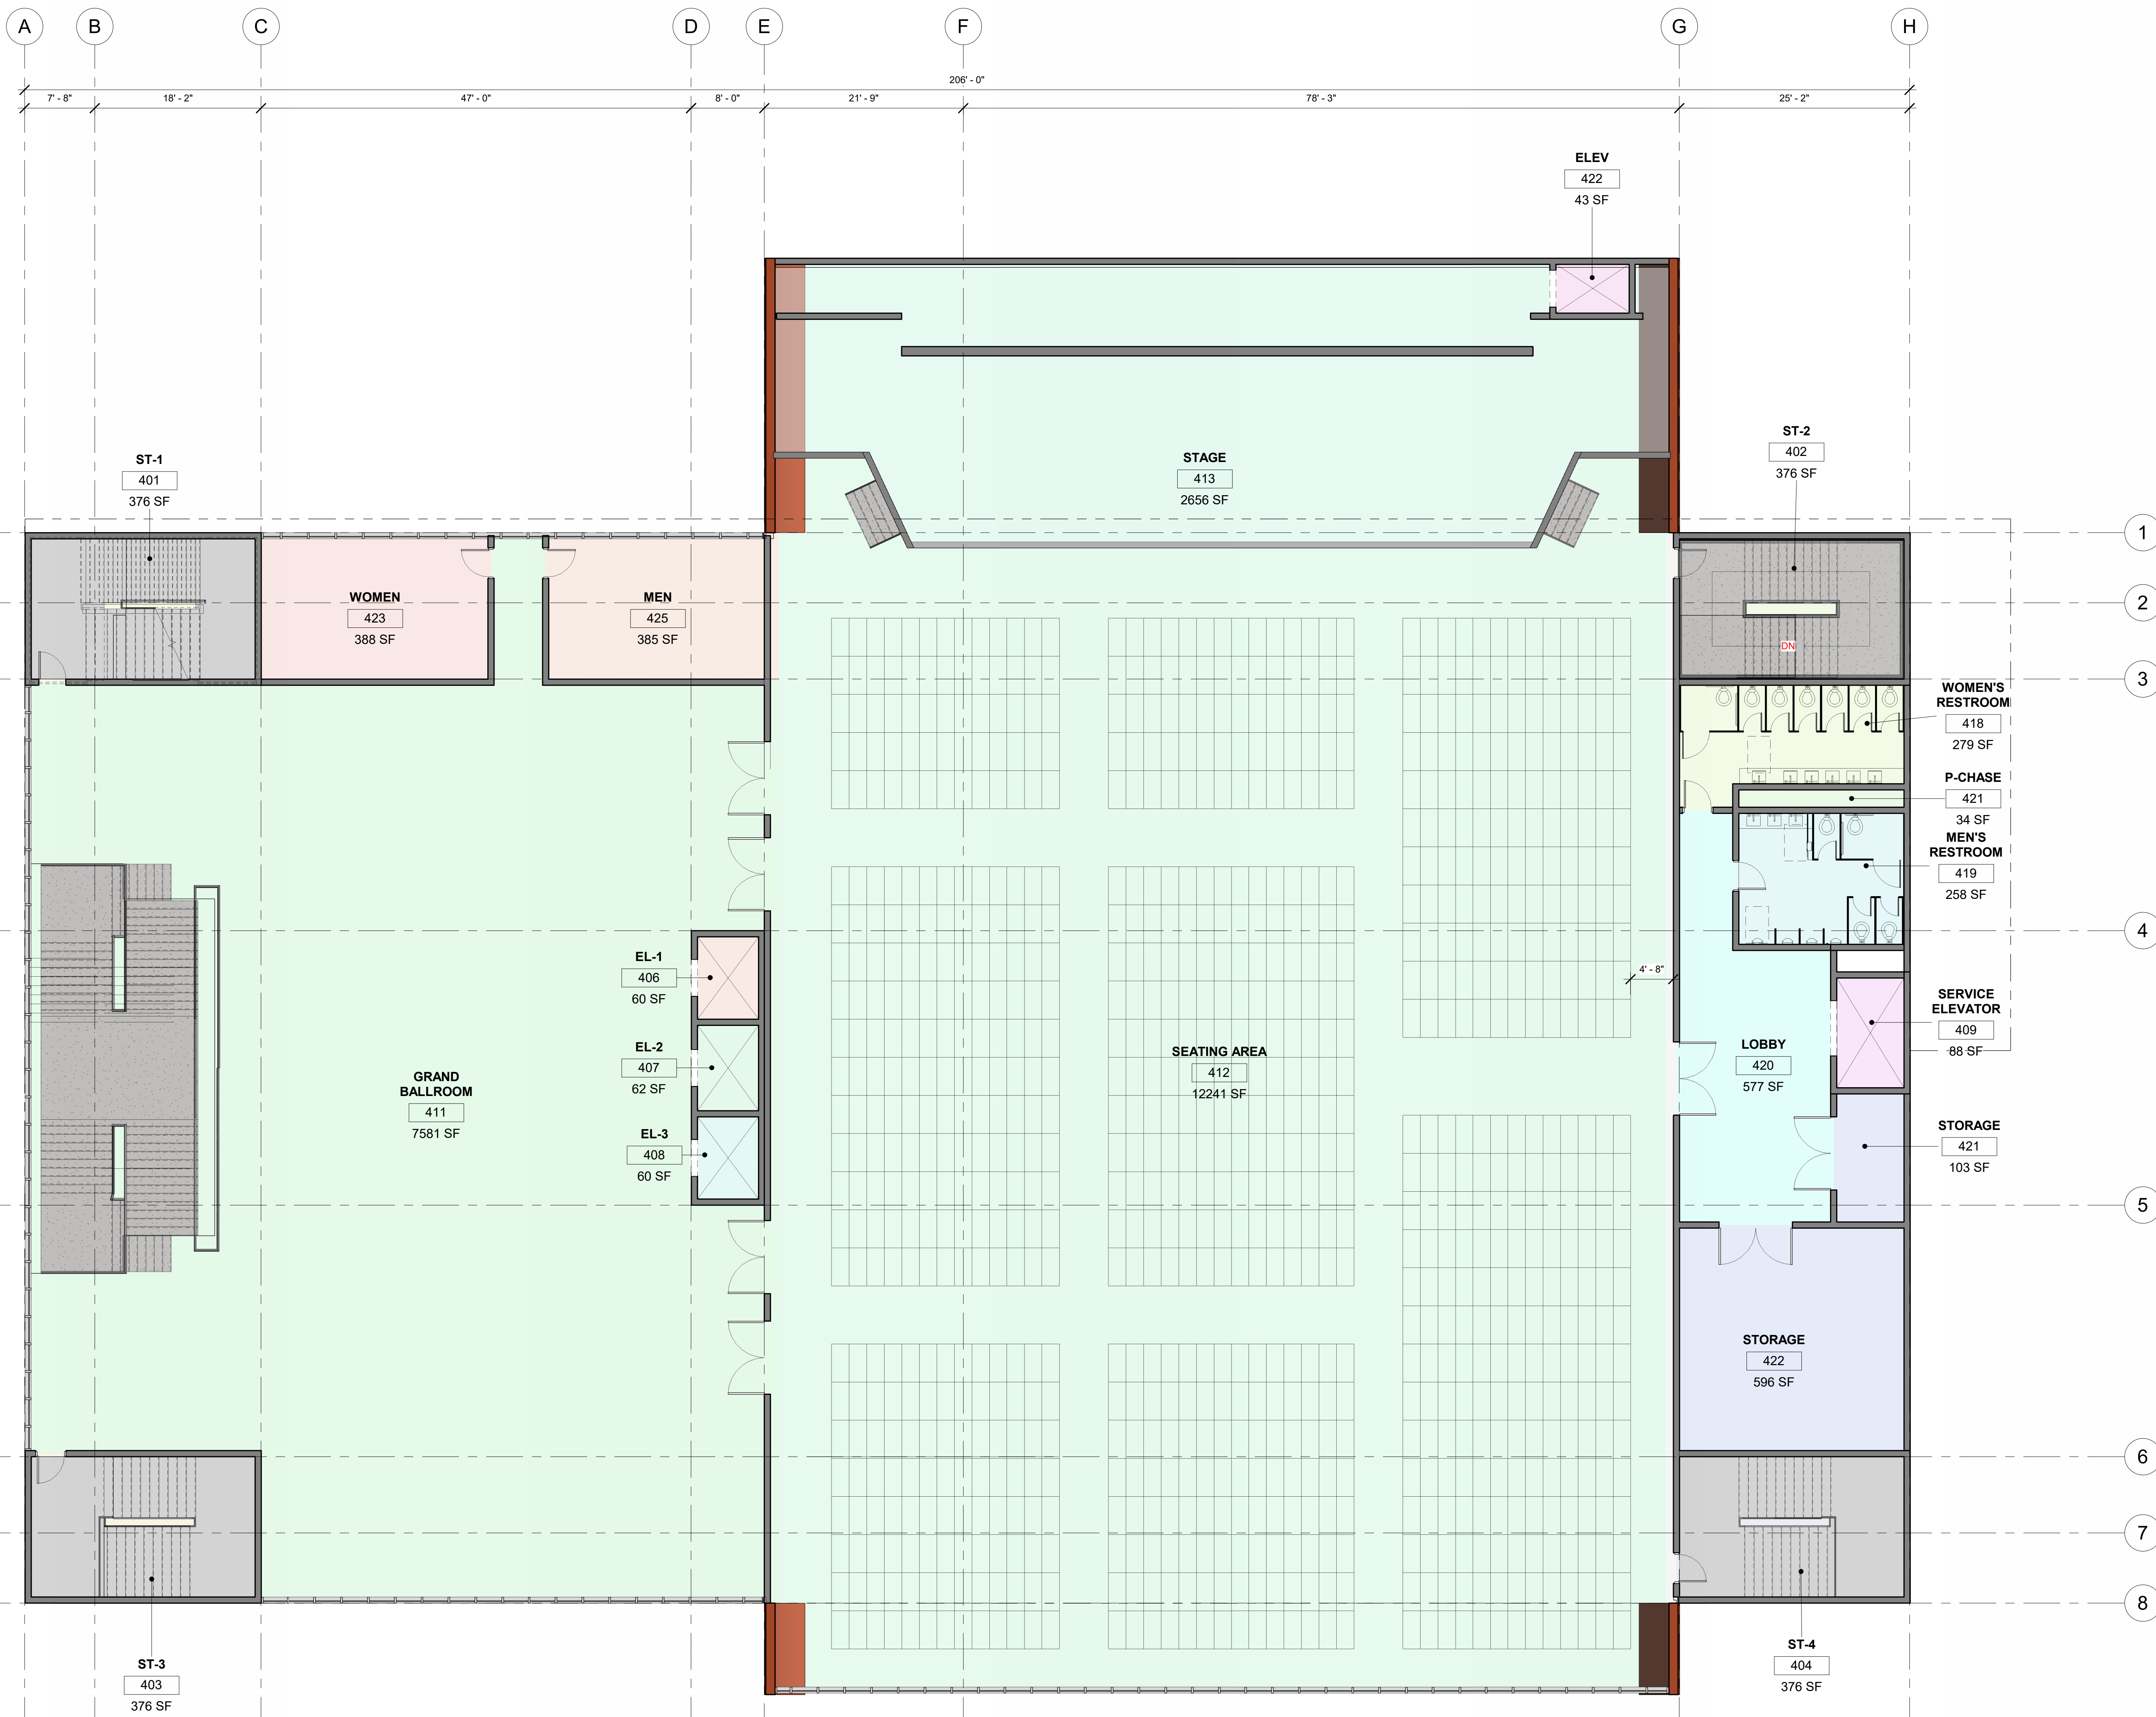 A
B
C
D
E
F
G
H
206' - 0"
7' - 8"
18' - 2"
47' - 0"
8' - 0"
21' - 9"
78' - 3"
25' - 2"
ELEV
422
43 SF
ST-1
401
376 SF
STAGE
413
2656 SF
ST-2
402
376 SF
1
WOMEN
423
388 SF
MEN
425
385 SF
2
DN
3
WOMEN'S
RESTROOM
418
279 SF
P-CHASE
421
34 SF
MEN'S
RESTROOM
419
258 SF
4
EL-1
406
60 SF
4' - 8"
SERVICE
ELEVATOR
409
88 SF
EL-2
407
62 SF
SEATING AREA
412
12241 SF
LOBBY
420
577 SF
GRAND
BALLROOM
411
7581 SF
EL-3
408
60 SF
STORAGE
421
103 SF
5
STORAGE
422
596 SF
6
7
8
ST-3
403
376 SF
ST-4
404
376 SF